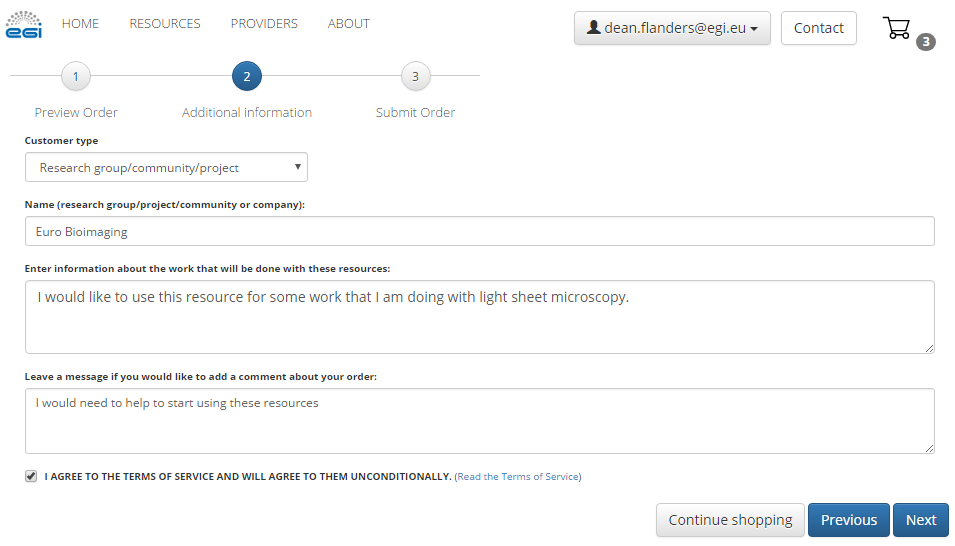 egi HOME RESOURCES PROVIDERS ABOUT dean.flanders@egi.eu Contact 3
1 2 3
Preview Order Additional information Submit Order
Customer type
Research group/community/project
Name (research group/project/community or company):
Euro Bioimaging
Enter information about the work that will be done with these resources:
I would like to use this resource for some work that I am doing with light sheet microscopy.
Leave a message if you would like to add a comment about your order:
I would need to help to start using these resources
I AGREE TO THE TERMS OF SERVICE AND WILL AGREE TO THEM UNCONDITIONALLY. (Read the Terms of Service)
Continue shopping Previous Next